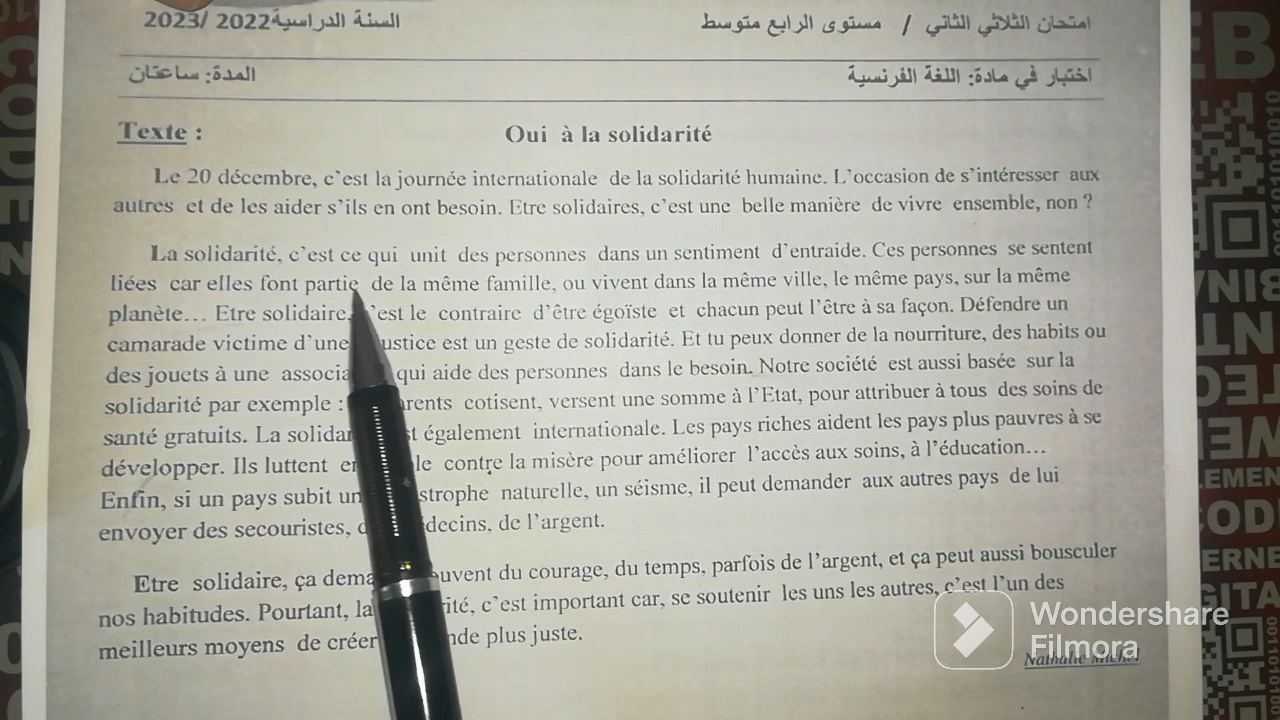 امتحان الثلاثي الثاني / مستوى الرابع متوسط السنة الدراسية2022 /2023
اختبار في مادة: اللغة الفرنسية المدة: ساعتان
Texte :
Oui à la solidarité
Le 20 décembre, c'est la journée internationale de la solidarité humaine. L'occasion de s'intéresser aux
autres et de les aider s'ils en ont besoin. Etre solidaires, c'est une belle manière de vivre ensemble, non ?
La solidarité, c'est ce qui unit des personnes dans un sentiment d'entraide. Ces personnes se sentent
liées car elles font partie de la même famille, ou vivent dans la même ville, le même pays, sur la même
planète… Etre solidaire, c'est le contraire d'être égoïste et chacun peut l'être à sa façon. Défendre un
camarade victime d'une ustice est un geste de solidarité. Et tu peux donner de la nourriture, des habits ou
des jouets à une associa qui aide des personnes dans le besoin. Notre société est aussi basée sur la
solidarité par exemple : rents cotisent, versent une somme à l'Etat, pour attribuer à tous des soins de
santé gratuits. La solidar st également internationale. Les pays riches aident les pays plus pauvres à se
développer. Ils luttent en le contre la misère pour améliorer l'accès aux soins, à l'éducation…
Enfin, si un pays subit un strophe naturelle, un séisme, il peut demander aux autres pays de lui
envoyer des secouristes, d decins, de l'argent.
Etre solidaire, ça dema ouvent du courage, du temps, parfois de l'argent, et ça peut aussi bousculer
nos habitudes. Pourtant, la rité, c'est important car, se soutenir les uns les autres, c'est l'un des
meilleurs moyens de créer nde plus juste.
Nathalie Michel
Wondershare
Filmora